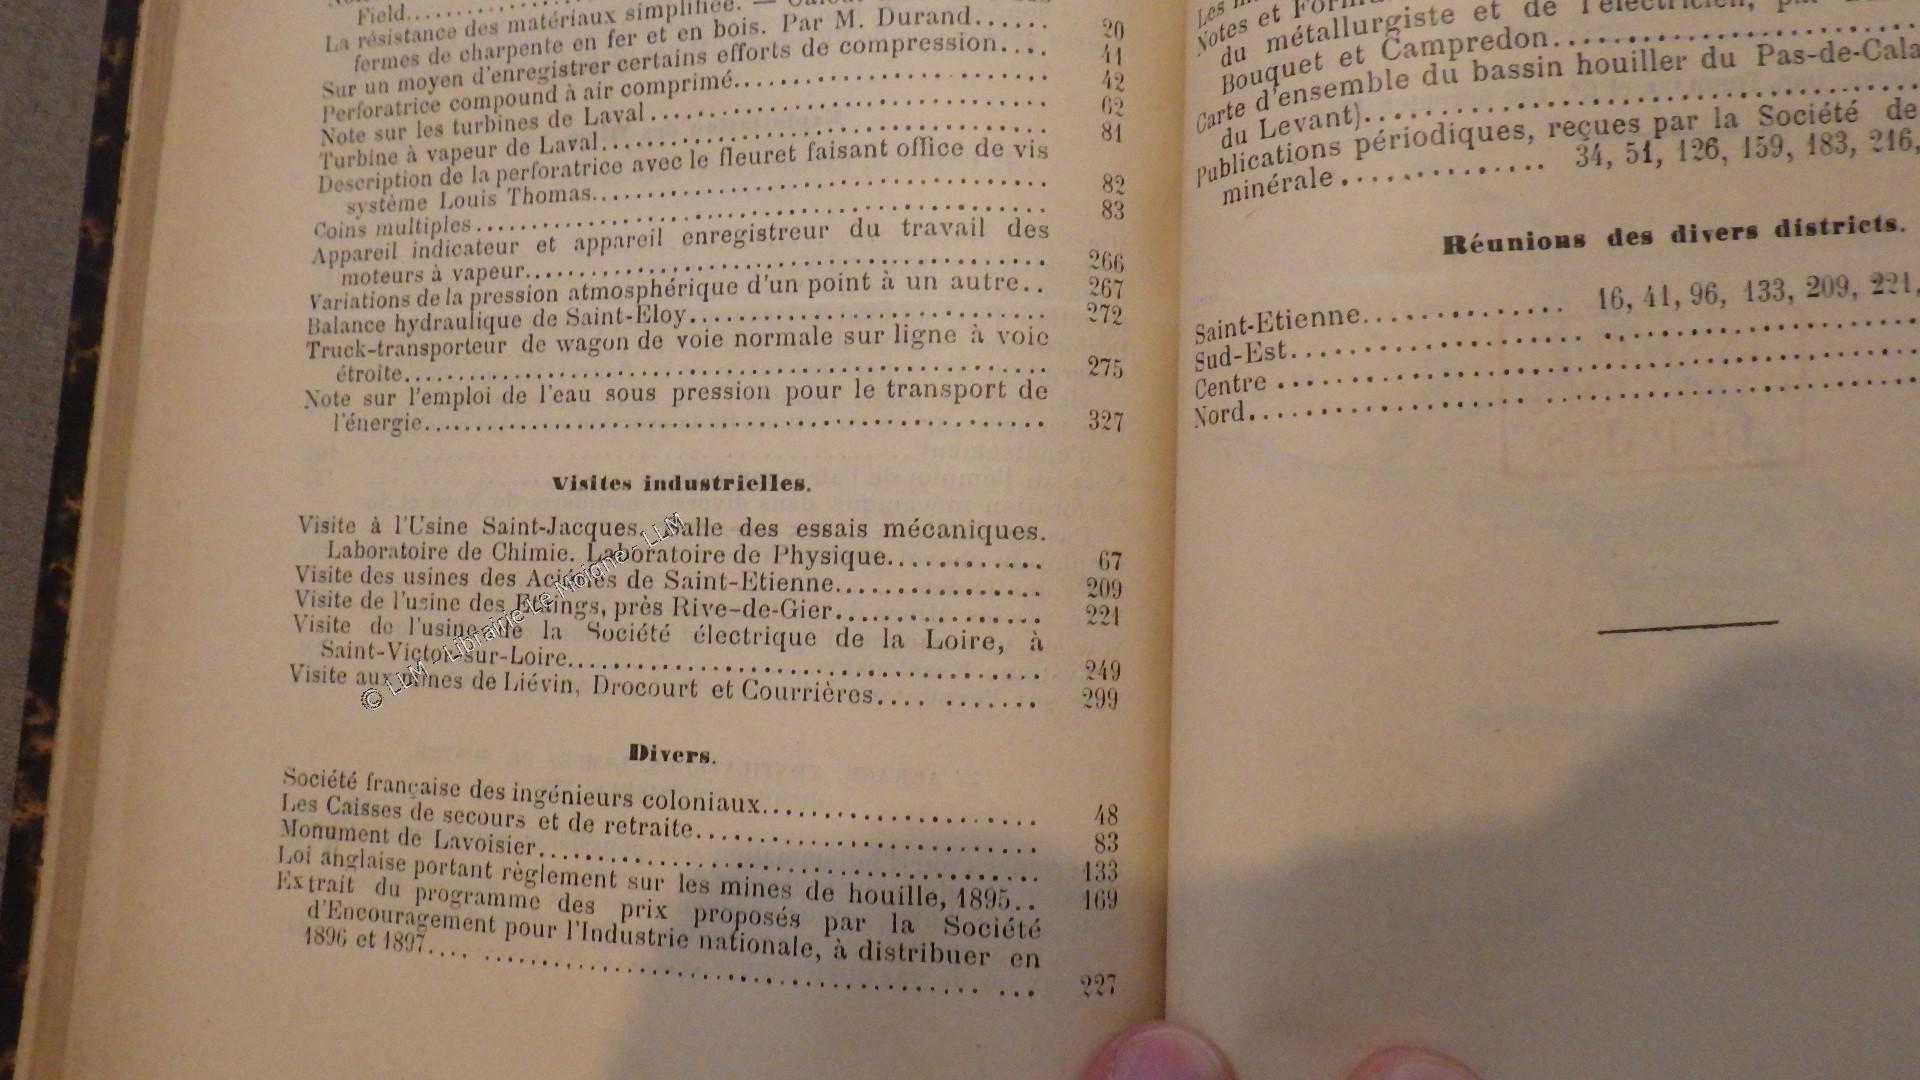 Field
La résistance des matériaux simplifiée. —
fermes de charpente en fer et en bois. Par M. Durand...... 20
Sur un moyen d'enregistrer certains efforts de compression.... 41
Perforatrice compound à air comprimé........ 42
Note sur les turbines de Laval........ 62
Turbine à vapeur de Laval........ 81
Description de la perforatrice avec le fleuret faisant office de vis
système Louis Thomas........ 82
Coins multiples........ 83
Appareil indicateur et appareil enregistreur du travail des
moteurs à vapeur........ 266
Variations de la pression atmosphérique d'un point à un autre.. 267
Balance hydraulique de Saint-Eloy........ 272
Truck-transporteur de wagon de voie normale sur ligne à voie
étroite........ 275
Note sur l'emploi de l'eau sous pression pour le transport de
l'énergie........ 327
Visites industrielles.
Visite à l'Usine Saint-Jacques. Salle des essais mécaniques.
Laboratoire de Chimie. Laboratoire de Physique........ 67
Visite des usines des Aciéries de Saint-Etienne........ 209
Visite de l'usine des Etaings, près Rive-de-Gier........ 221
Visite de l'usine de la Société électrique de la Loire, à
Saint-Victor-sur-Loire........ 249
Visite aux mines de Liévin, Drocourt et Courrières.... ....... 299
Divers.
Société française des ingénieurs coloniaux........ 48
Les Caisses de secours et de retraite........ 83
Monument de Lavoisier........ 133
Loi anglaise portant règlement sur les mines de houille, 1895.. 169
Extrait du programme des prix proposés par la Société
d'Encouragement pour l'Industrie nationale, à distribuer en
1896 et 1897.... ........ ... 227
Les
Notes et
du métallurgiste et de l'électricien, par
Bouquet et Campredon........
Carte d'ensemble du bassin houiller du Pas-de-Cala
du Levant)........
Publications périodiques, reçues par la Société de
minérale........ 34, 51, 126, 159, 183, 216,
Réunions des divers districts.
Saint-Etienne........ 16, 41, 96, 133, 209, 221,
Sud-Est........
Centre........
Nord........
© LLM - Librairie Le Moigne - LLM